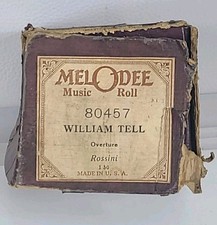 MELODEE
Music Roll
80457
WILLIAM TELL
Overture
Rossini
MADE IN U. S. A.